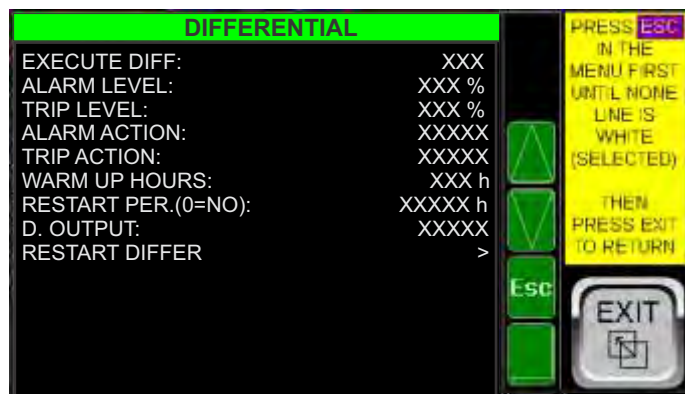 DIFFERENTIAL
EXECUTE DIFF: XXX
ALARM LEVEL: XXX %
TRIP LEVEL: XXX %
ALARM ACTION: XXXXX
TRIP ACTION: XXXXX
WARM UP HOURS: XXX h
RESTART PER.(0=NO): XXXXX h
D. OUTPUT: XXXXX
RESTART DIFFER >
Esc
PRESS ESC
IN THE
MENU FIRST
UNTIL NONE
LINE IS
WHITE
(SELECTED)
THEN
PRESS EXIT
TO RETURN
EXIT